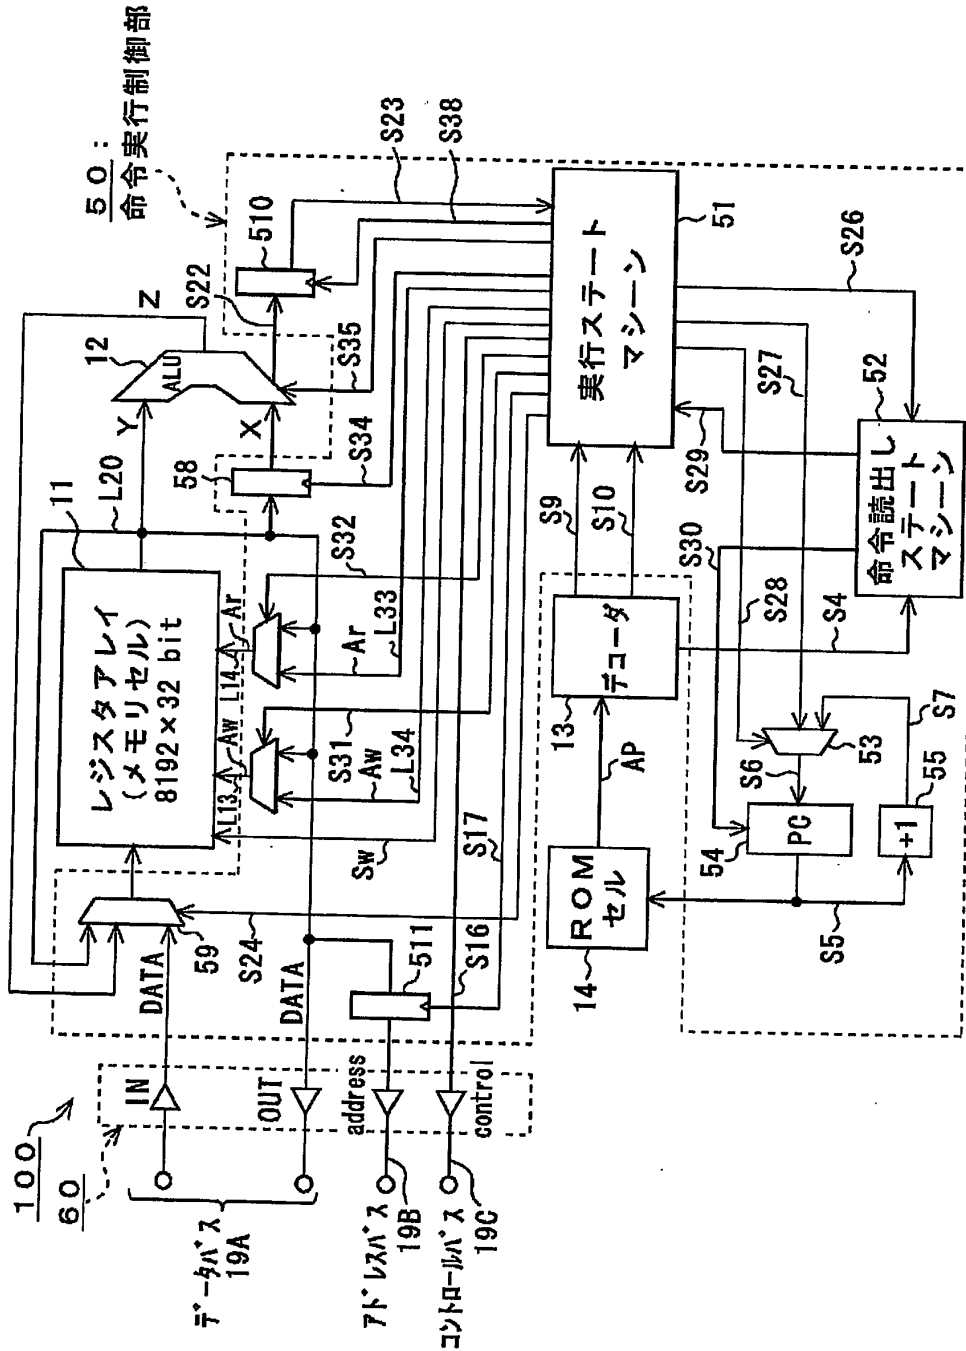 100
60
50:
命令実行制御部
データバス
19A
アドレスバス
19B
コントロールバス
19C
IN
OUT
address
control
DATA
DATA
59
S24
511
S16
S17
レジスタアレイ
(メモリセル)
8192×32 bit
11
L20
L13
Aw
L14
Ar
Sw
S31
Aw
L34
Ar
L33
S32
58
S34
X
Y
12
ALU
Z
S22
S35
510
S23
S38
実行ステート
マシーン
51
S9
S10
デコーダ
13
AP
ROM
セル
14
S4
S5
PC
54
+1
55
S6
53
S7
S28
S27
S30
S29
S26
命令読出し
ステート
マシーン
52